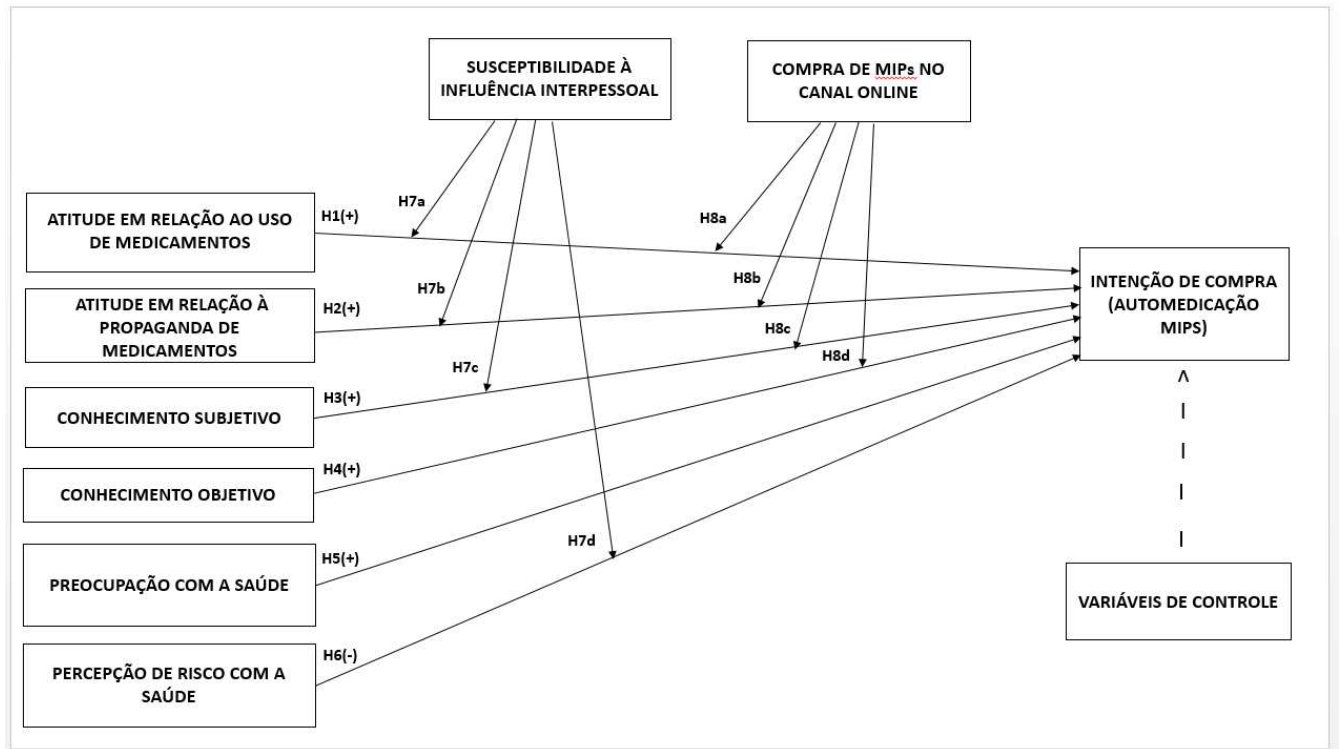 SUSCEPTIBILIDADE À
INFLUÊNCIA INTERPESSOAL
COMPRA DE MIPs NO
CANAL ONLINE
ATITUDE EM RELAÇÃO AO USO
DE MEDICAMENTOS
H1(+)
H7a
H8a
ATITUDE EM RELAÇÃO À
PROPAGANDA DE
MEDICAMENTOS
H2(+)
H7b
H8b
INTENÇÃO DE COMPRA
(AUTOMEDICAÇÃO
MIPS)
CONHECIMENTO SUBJETIVO
H3(+)
H7c
H8c
H8d
CONHECIMENTO OBJETIVO
H4(+)
PREOCUPAÇÃO COM A SAÚDE
H5(+)
H7d
VARIÁVEIS DE CONTROLE
PERCEPÇÃO DE RISCO COM A
SAÚDE
H6(-)